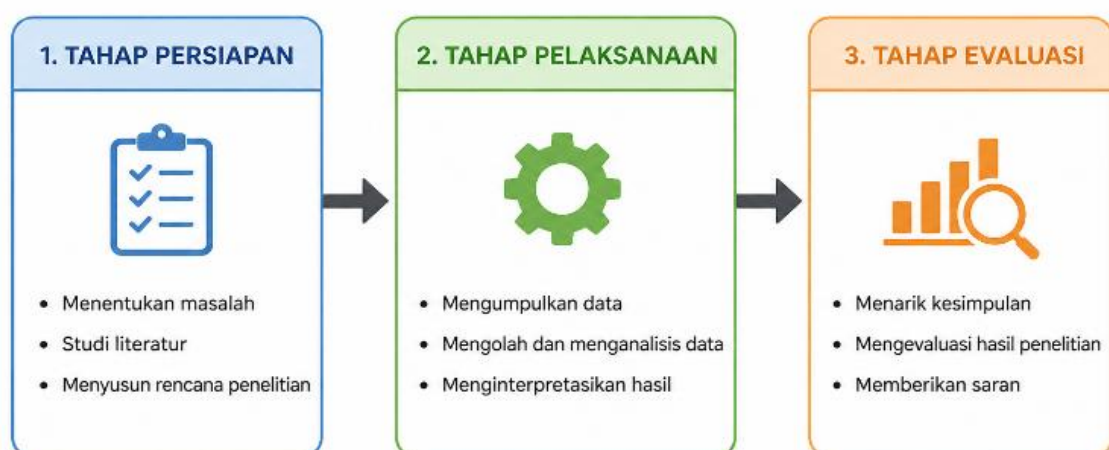 1. TAHAP PERSIAPAN
• Menentukan masalah
• Studi literatur
• Menyusun rencana penelitian
2. TAHAP PELAKSANAAN
• Mengumpulkan data
• Mengolah dan menganalisis data
• Menginterpretasikan hasil
3. TAHAP EVALUASI
• Menarik kesimpulan
• Mengevaluasi hasil penelitian
• Memberikan saran